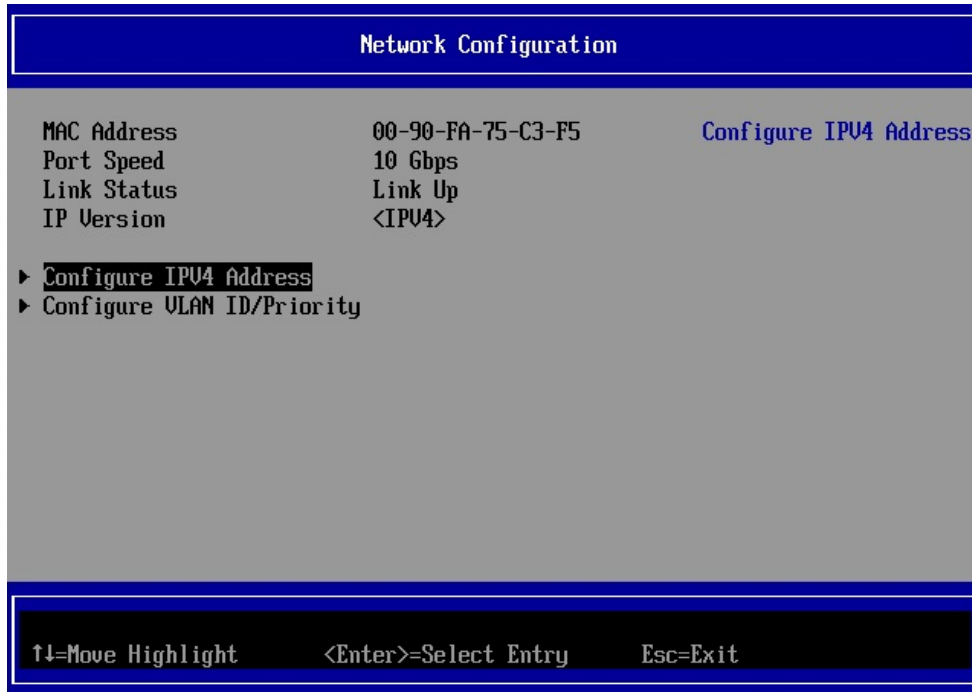 Network Configuration
MAC Address 00-90-FA-75-C3-F5 Configure IPV4 Address
Port Speed 10 Gbps
Link Status Link Up
IP Version <IPV4>
▶ Configure IPV4 Address
▶ Configure VLAN ID/Priority
↑↓=Move Highlight <Enter>=Select Entry Esc=Exit